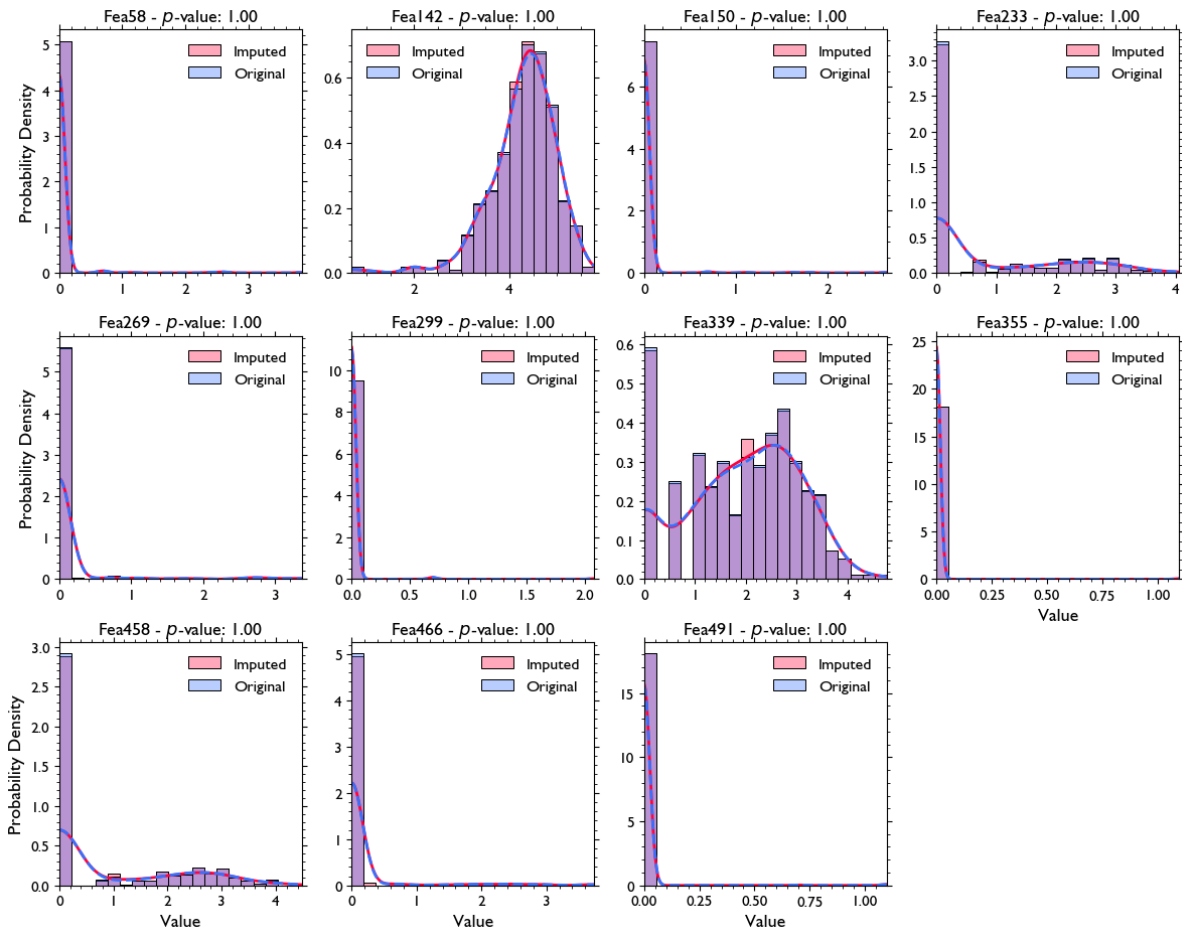 Fea58 - p-value: 1.00
Fea142 - p-value: 1.00
Fea150 - p-value: 1.00
Fea233 - p-value: 1.00
Probability Density
5
4
3
2
1
0
Imputed
Original
0 1 2 3
0.6
0.4
0.2
0.0
Imputed
Original
2 4
6
4
2
0
Imputed
Original
0 1 2
3.0
2.5
2.0
1.5
1.0
0.5
0.0
Imputed
Original
0 1 2 3 4
Fea269 - p-value: 1.00
Fea299 - p-value: 1.00
Fea339 - p-value: 1.00
Fea355 - p-value: 1.00
Probability Density
5
4
3
2
1
0
Imputed
Original
0 1 2 3
10
8
6
4
2
0
Imputed
Original
0.0 0.5 1.0 1.5 2.0
0.6
0.5
0.4
0.3
0.2
0.1
0.0
Imputed
Original
0 1 2 3 4
25
20
15
10
5
0
Imputed
Original
0.00 0.25 0.50 0.75 1.00
Value
Fea458 - p-value: 1.00
Fea466 - p-value: 1.00
Fea491 - p-value: 1.00
Probability Density
3.0
2.5
2.0
1.5
1.0
0.5
0.0
Imputed
Original
0 1 2 3 4
Value
5
4
3
2
1
0
Imputed
Original
0 1 2 3
Value
15
10
5
0
Imputed
Original
0.00 0.25 0.50 0.75 1.00
Value